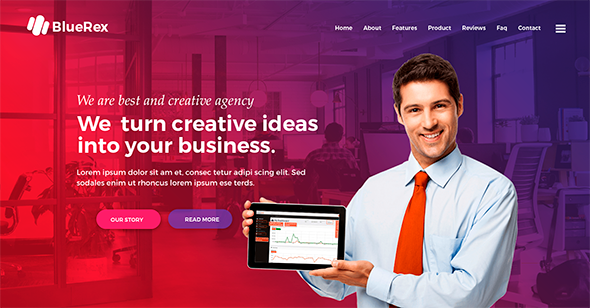 BlueRex
Home About Features Product Reviews Faq Contact
We are best and creative agency
We turn creative ideas
into your business.
Lorem ipsum dolor sit am et, consec tetur adipi scing elit. Sed
sodales enim ut rhoncus lorem ipsum ese terds.
OUR STORY READ MORE